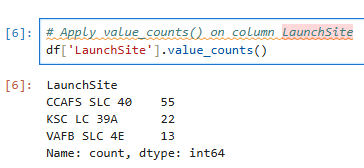 [6]: # Apply value_counts() on column LaunchSite
df['LaunchSite'].value_counts()
[6]: LaunchSite
CCAFS SLC 40    55
KSC LC 39A      22
VAFB SLC 4E     13
Name: count, dtype: int64